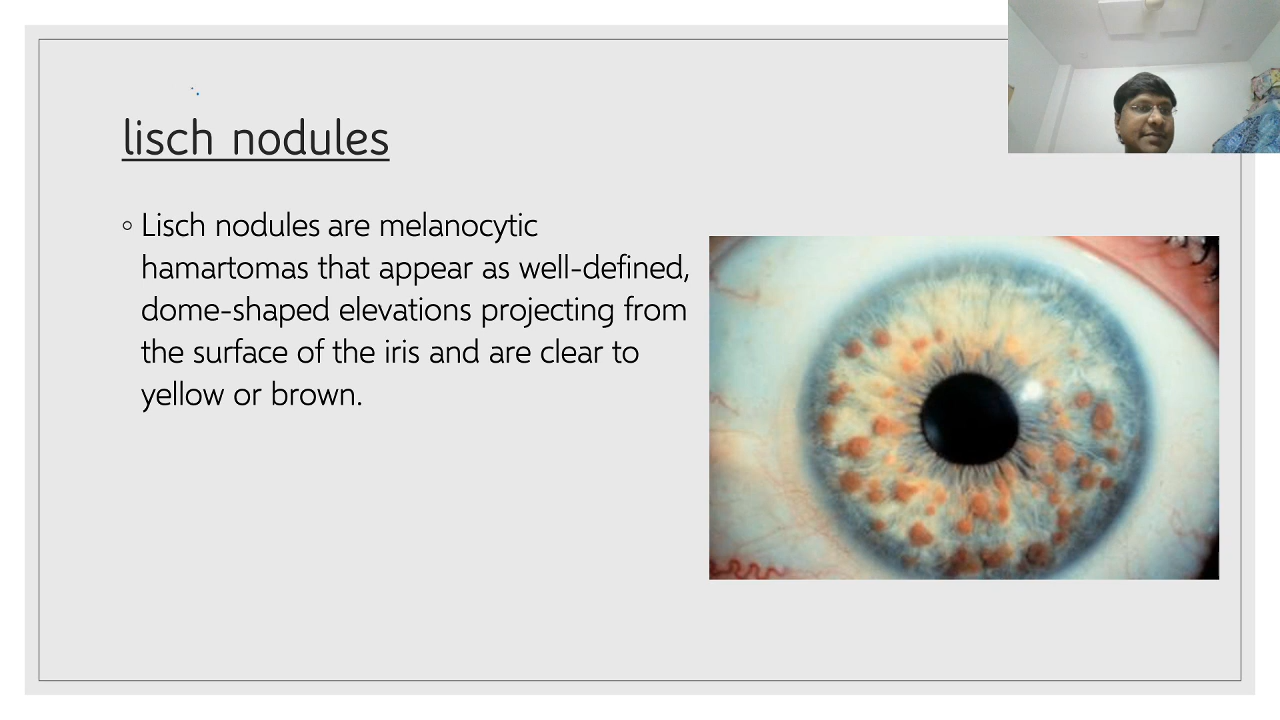 lisch nodules
Lisch nodules are melanocytic
hamartomas that appear as well-defined,
dome-shaped elevations projecting from
the surface of the iris and are clear to
yellow or brown.